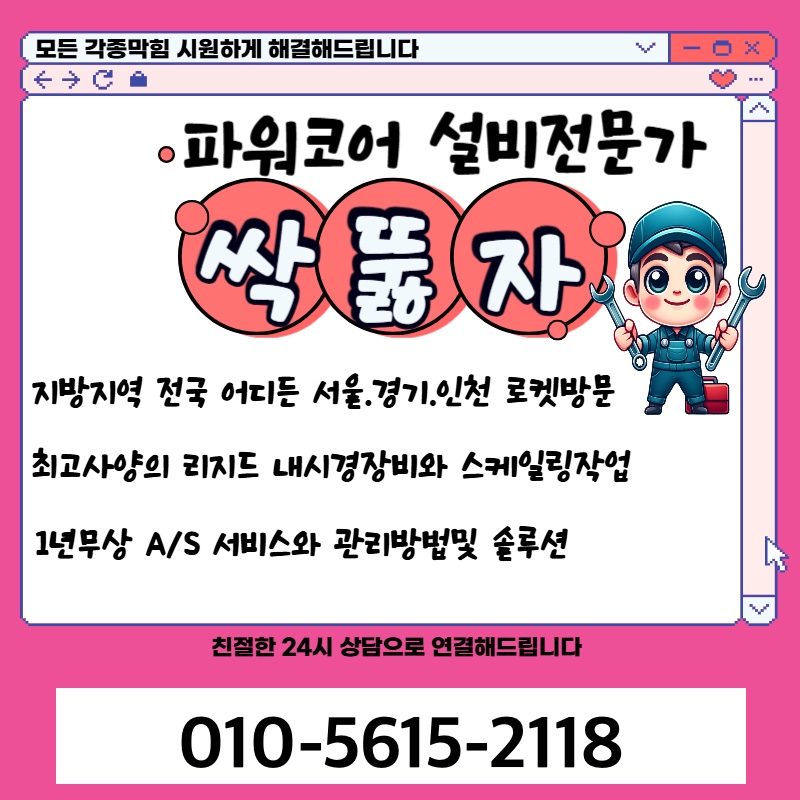 모든 각종막힘 시원하게 해결해드립니다
파워코어 설비전문가
싹뚫자
지방지역 전국 어디든 서울.경기.인천 로켓방문
최고사양의 리지드 내시경장비와 스케일링작업
1년무상 A/S 서비스와 관리방법및 솔루션
친절한 24시 상담으로 연결해드립니다
010-5615-2118